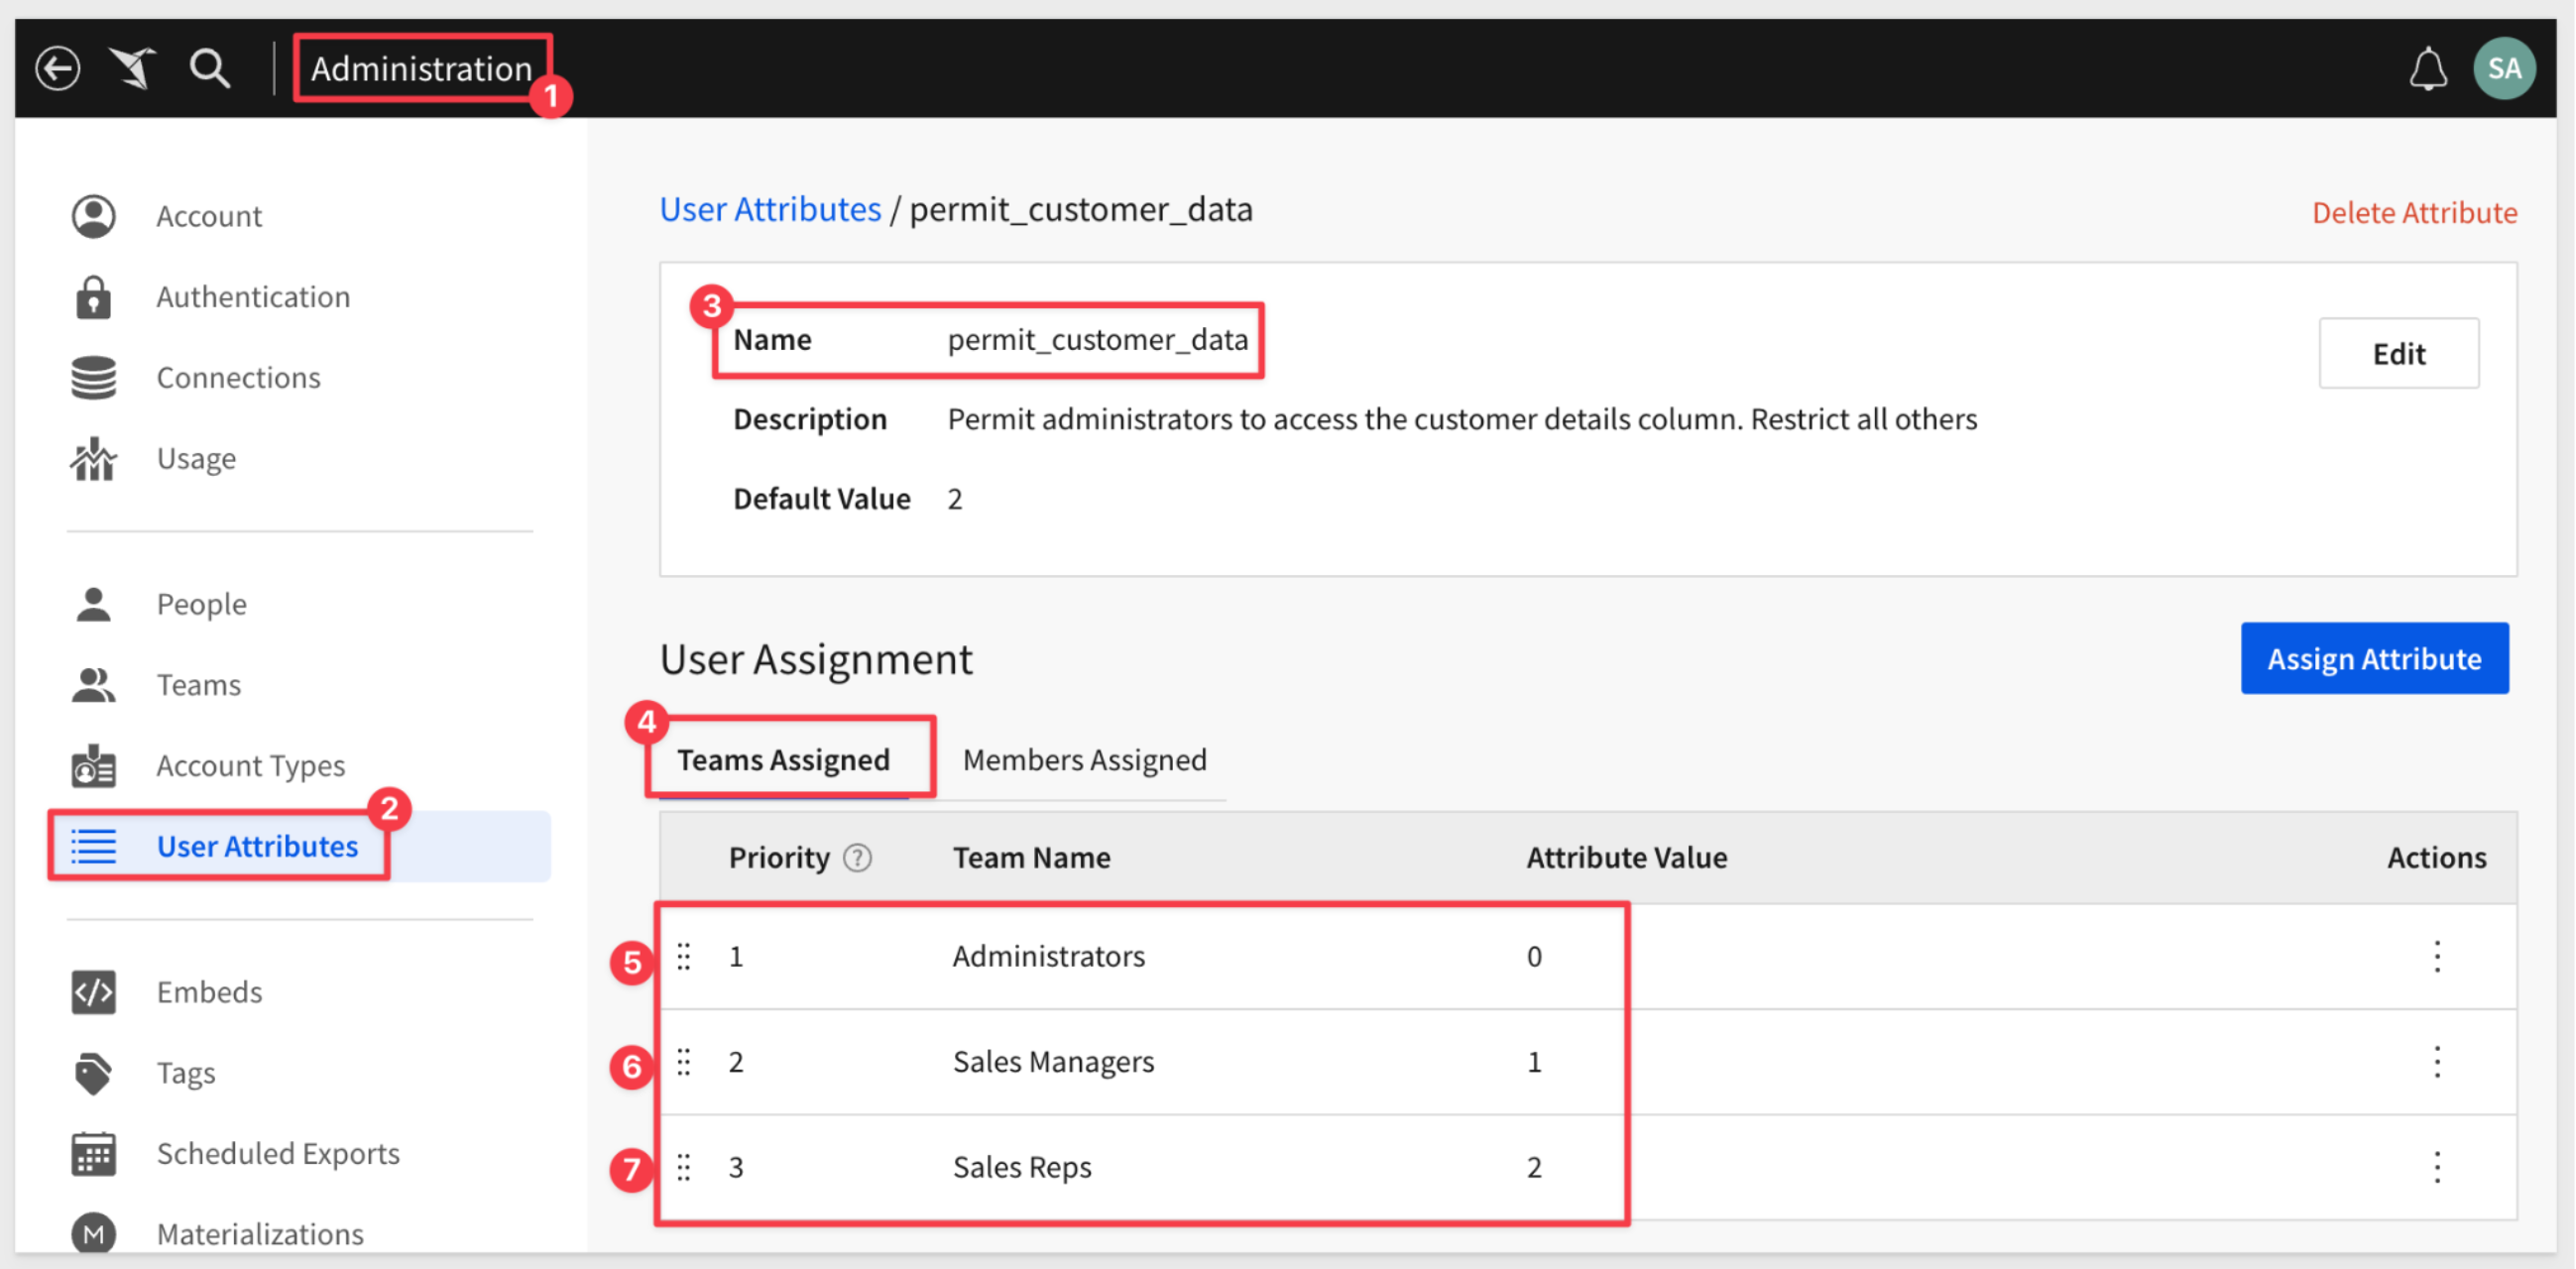 Administration
1
SA
Account
Authentication
Connections
Usage
People
Teams
Account Types
2
User Attributes
Embeds
</>
Tags
Scheduled Exports
M
Materializations
User Attributes / permit_customer_data
Delete Attribute
3
Name permit_customer_data
Edit
Description Permit administrators to access the customer details column. Restrict all others
Default Value 2
User Assignment
Assign Attribute
4
Teams Assigned Members Assigned
Priority ? Team Name Attribute Value Actions
5 1 Administrators 0
6 2 Sales Managers 1
7 3 Sales Reps 2